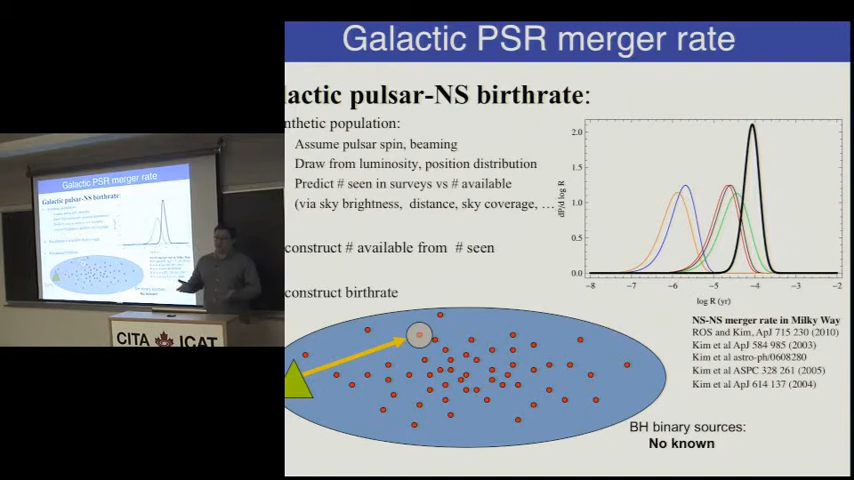 Galactic PSR merger rate
lactic pulsar-NS birthrate:
nthetic population:
Assume pulsar spin, beaming
Draw from luminosity, position distribution
Predict # seen in surveys vs # available
(via sky brightness, distance, sky coverage, …
construct # available from # seen
construct birthrate
dP/d log R
2.0
1.5
1.0
0.5
0.0
−8 −7 −6 −5 −4 −3 −2
log R (yr)
NS-NS merger rate in Milky Way
ROS and Kim, ApJ 715 230 (2010)
Kim et al ApJ 584 985 (2003)
Kim et al astro-ph/0608280
Kim et al ASPC 328 261 (2005)
Kim et al ApJ 614 137 (2004)
BH binary sources:
No known
Galactic PSR merger rate
Galactic pulsar-NS birthrate
CITA ICAT